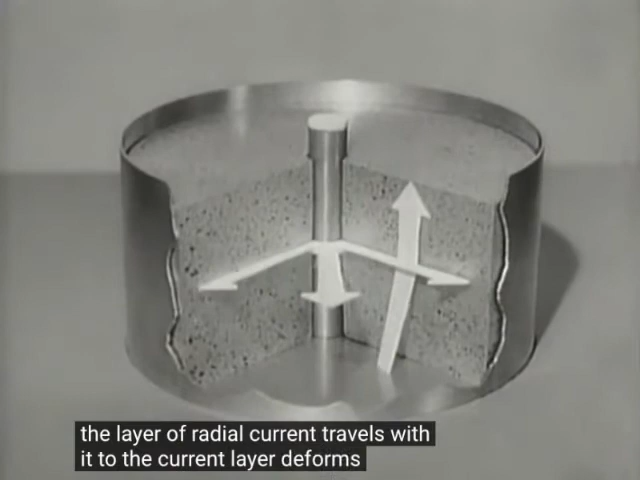 the layer of radial current travels with
it to the current layer deforms